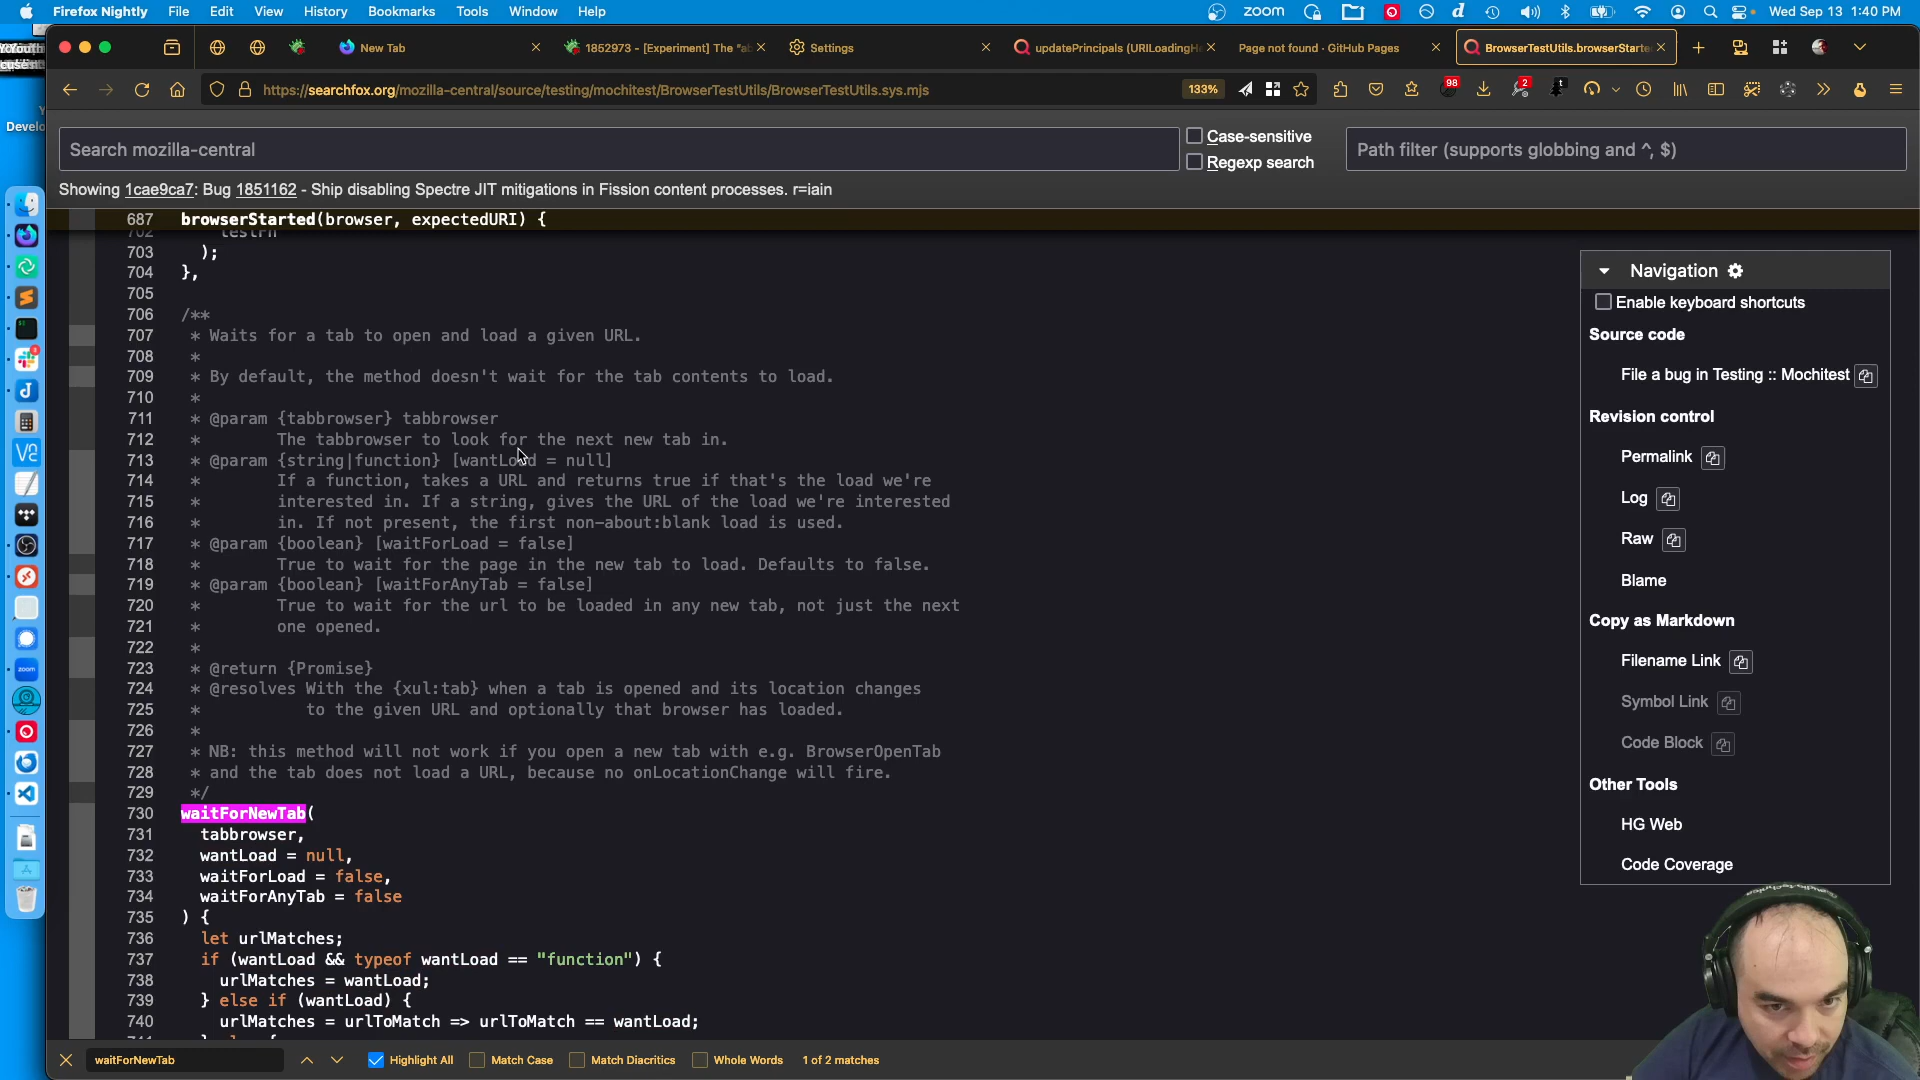 Firefox Nightly File Edit View History Bookmarks Tools Window Help zoom Wed Sep 13 1:40 PM
New Tab 1852973 - [Experiment] The "ab Settings updatePrincipals (URILoadingHe Page not found · GitHub Pages BrowserTestUtils.browserStarte
https://searchfox.org/mozilla-central/source/testing/mochitest/BrowserTestUtils/BrowserTestUtils.sys.mjs 133% 98 2
Develo
Search mozilla-central Case-sensitive Regexp search Path filter (supports globbing and ^, $)
Showing 1cae9ca7: Bug 1851162 - Ship disabling Spectre JIT mitigations in Fission content processes. r=iain
687 browserStarted(browser, expectedURI) {
702 testFn
703 );
704 },
705
706 /**
707 * Waits for a tab to open and load a given URL.
708 *
709 * By default, the method doesn't wait for the tab contents to load.
710 *
711 * @param {tabbrowser} tabbrowser
712 * The tabbrowser to look for the next new tab in.
713 * @param {string|function} [wantLoad = null]
714 * If a function, takes a URL and returns true if that's the load we're
715 * interested in. If a string, gives the URL of the load we're interested
716 * in. If not present, the first non-about:blank load is used.
717 * @param {boolean} [waitForLoad = false]
718 * True to wait for the page in the new tab to load. Defaults to false.
719 * @param {boolean} [waitForAnyTab = false]
720 * True to wait for the url to be loaded in any new tab, not just the next
721 * one opened.
722 *
723 * @return {Promise}
724 * @resolves With the {xul:tab} when a tab is opened and its location changes
725 * to the given URL and optionally that browser has loaded.
726 *
727 * NB: this method will not work if you open a new tab with e.g. BrowserOpenTab
728 * and the tab does not load a URL, because no onLocationChange will fire.
729 */
730 waitForNewTab(
731 tabbrowser,
732 wantLoad = null,
733 waitForLoad = false,
734 waitForAnyTab = false
735 ) {
736 let urlMatches;
737 if (wantLoad && typeof wantLoad == "function") {
738 urlMatches = wantLoad;
739 } else if (wantLoad) {
740 urlMatches = urlToMatch => urlToMatch == wantLoad;
Navigation
Enable keyboard shortcuts
Source code
File a bug in Testing :: Mochitest
Revision control
Permalink
Log
Raw
Blame
Copy as Markdown
Filename Link
Symbol Link
Code Block
Other Tools
HG Web
Code Coverage
waitForNewTab Highlight All Match Case Match Diacritics Whole Words 1 of 2 matches